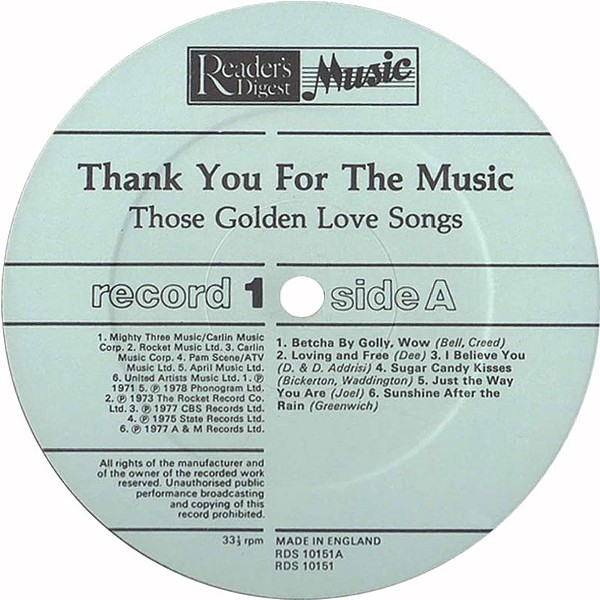 Reader's Digest Music
Thank You For The Music
Those Golden Love Songs
record 1 side A
1. Mighty Three Music/Carlin Music
Corp. 2. Rocket Music Ltd. 3. Carlin
Music Corp. 4. Pam Scene/ATV
Music Ltd. 5. April Music Ltd.
6. United Artists Music Ltd. 1. ℗
1971 5. ℗ 1978 Phonogram Ltd.
2. ℗ 1973 The Rocket Record Co.
Ltd. 3. ℗ 1977 CBS Records Ltd.
4. ℗ 1975 State Records Ltd.
6. ℗ 1977 A & M Records Ltd.
1. Betcha By Golly, Wow (Bell, Creed)
2. Loving and Free (Dee) 3. I Believe You
(D. & D. Addrisi) 4. Sugar Candy Kisses
(Bickerton, Waddington) 5. Just the Way
You Are (Joel) 6. Sunshine After the
Rain (Greenwich)
All rights of the manufacturer and
of the owner of the recorded work
reserved. Unauthorised public
performance broadcasting
and copying of this
record prohibited.
33⅓ rpm
MADE IN ENGLAND
RDS 10151A
RDS 10151